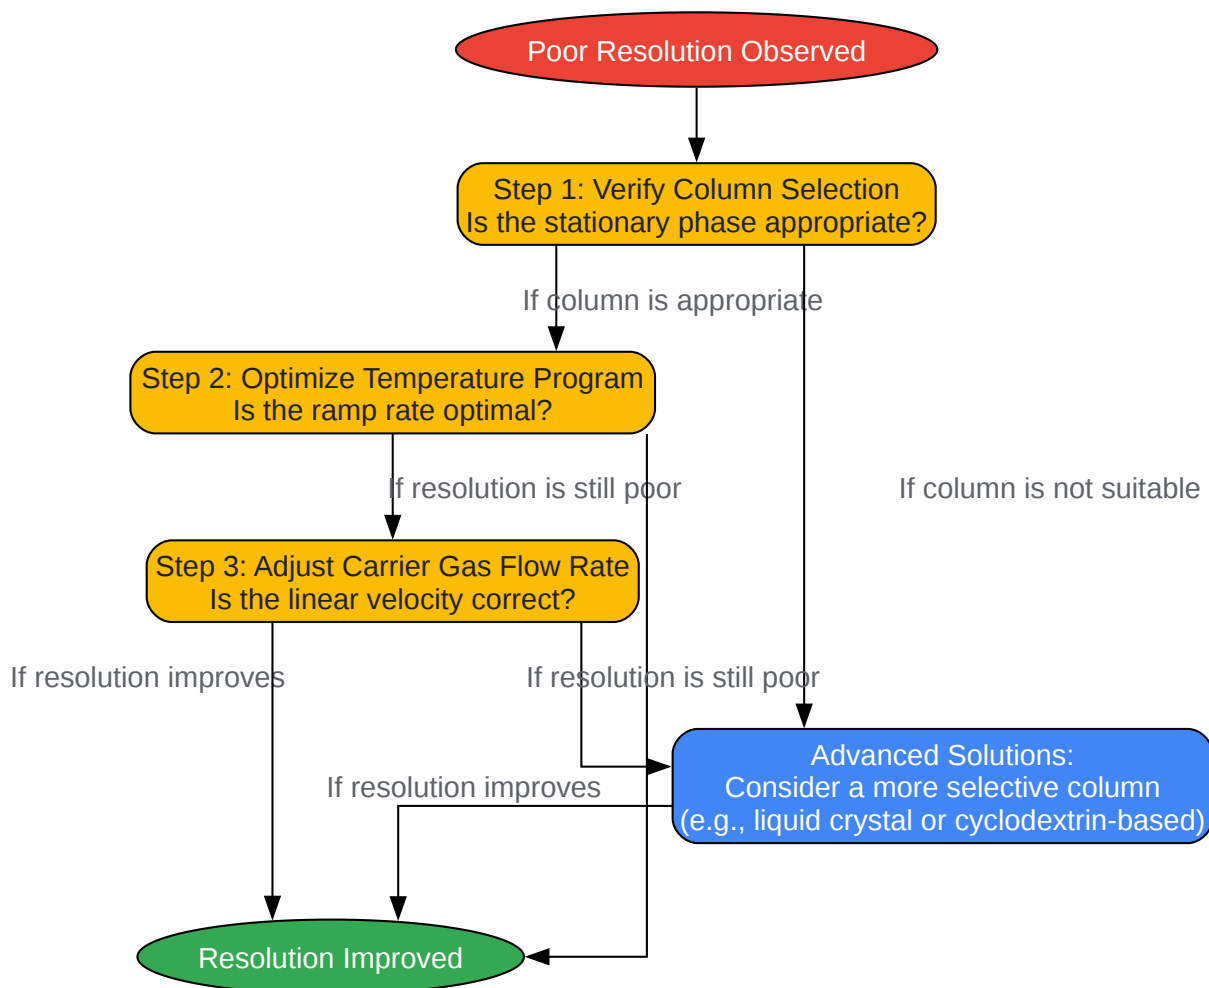 Poor Resolution Observed
Step 1: Verify Column Selection
Is the stationary phase appropriate?
If column is appropriate
Step 2: Optimize Temperature Program
Is the ramp rate optimal?
If resolution is still poor
If column is not suitable
Step 3: Adjust Carrier Gas Flow Rate
Is the linear velocity correct?
If resolution improves
If resolution is still poor
Advanced Solutions:
Consider a more selective column
(e.g., liquid crystal or cyclodextrin-based)
If resolution improves
Resolution Improved